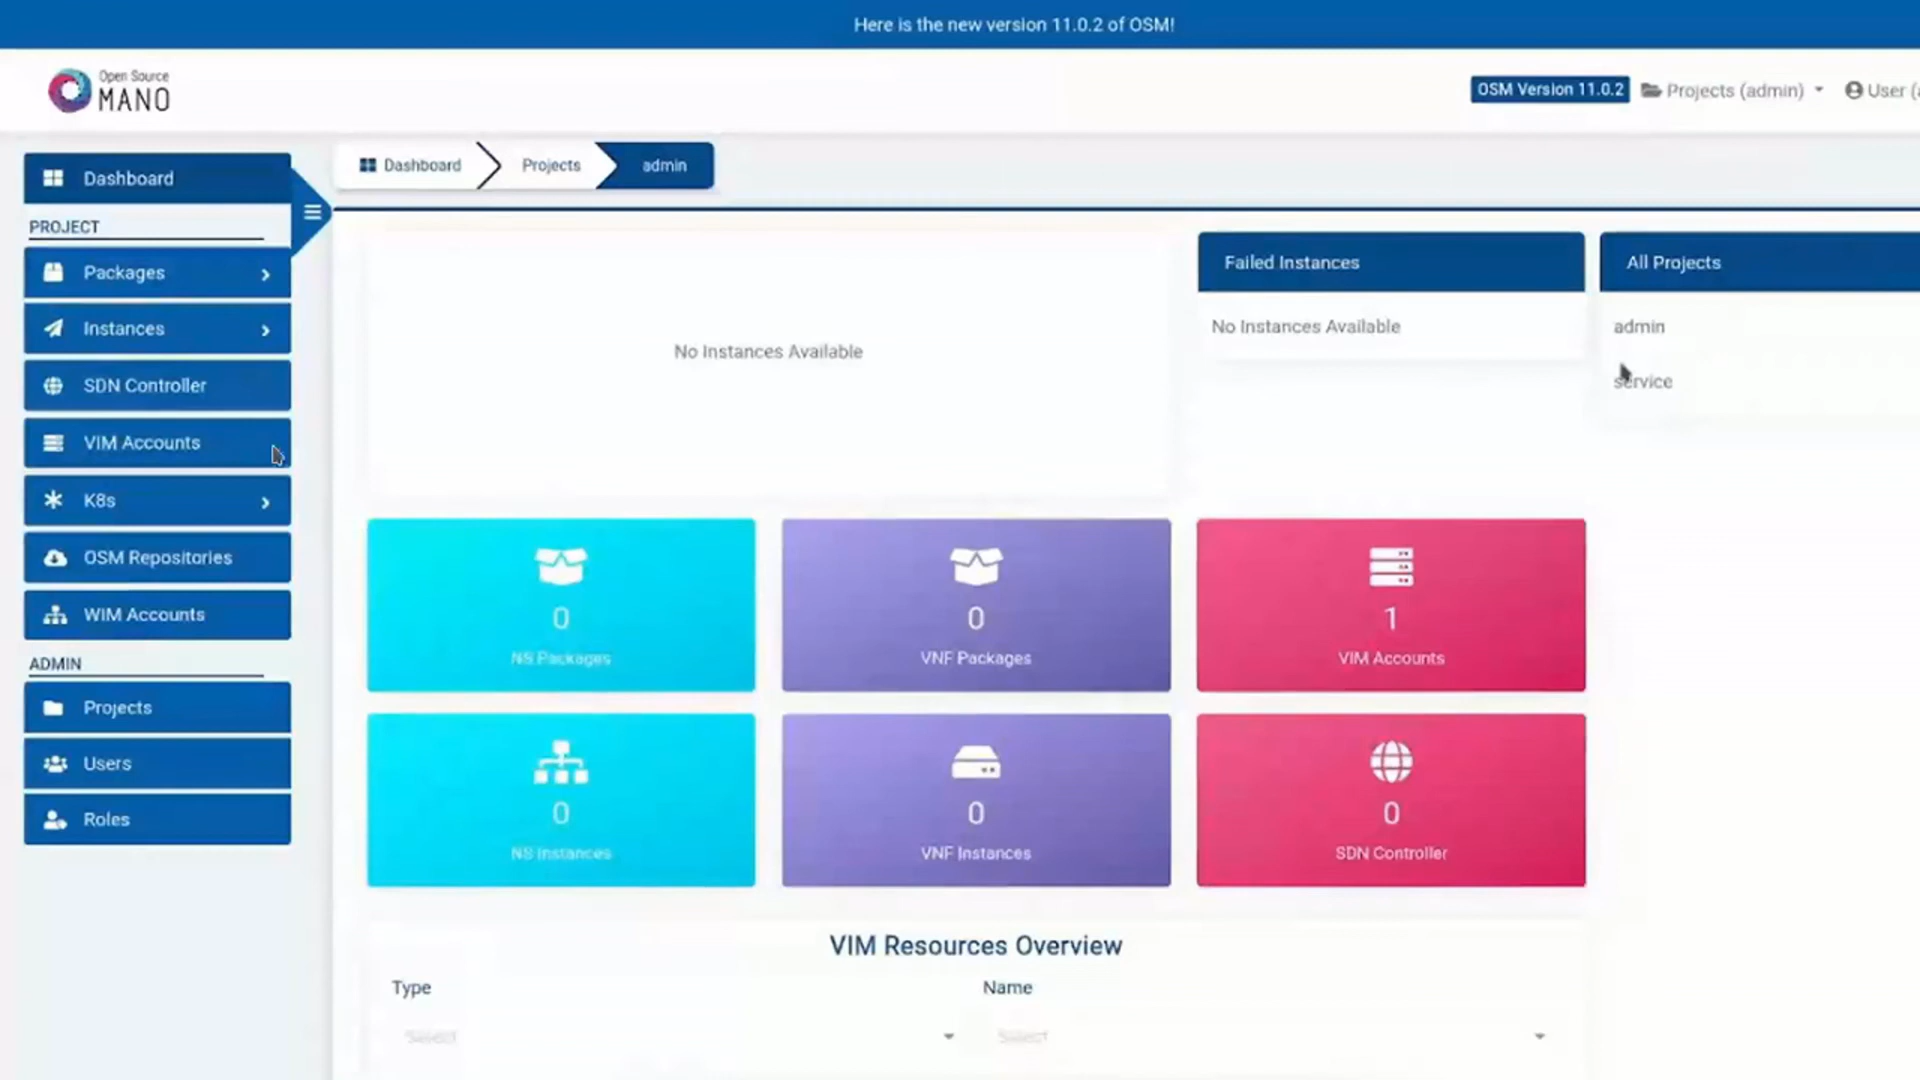 Here is the new version 11.0.2 of OSM!
Open Source
MANO
OSM Version 11.0.2
Projects (admin)
User (
Dashboard
PROJECT
Packages
Instances
SDN Controller
VIM Accounts
K8s
OSM Repositories
WIM Accounts
ADMIN
Projects
Users
Roles
Dashboard
Projects
admin
No Instances Available
Failed Instances
No Instances Available
All Projects
admin
service
0
NS Packages
0
VNF Packages
1
VIM Accounts
0
NS Instances
0
VNF Instances
0
SDN Controller
VIM Resources Overview
Type
Name
Select
Select